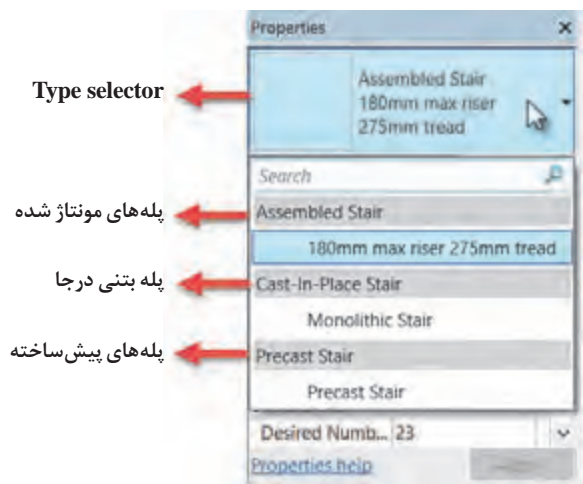 Properties
Type selector
Assembled Stair
180mm max riser
275mm tread
Search
پله‌های مونتاژ شده
Assembled Stair
180mm max riser 275mm tread
پله بتنی درجا
Cast-In-Place Stair
Monolithic Stair
پله‌های پیش‌ساخته
Precast Stair
Precast Stair
Desired Numb... 23
Properties help